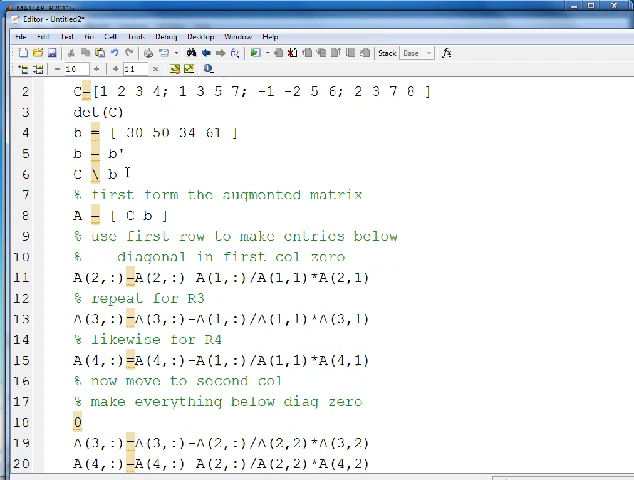 MATLAB R2011b
Editor - Untitled2*
File Edit Text Go Cell Tools Debug Desktop Window Help
Stack: Base fx
- 1.0 + ÷ 11 ×
2 C=[1 2 3 4; 1 3 5 7; -1 -2 5 6; 2 3 7 8 ]
3 det(C)
4 b = [ 30 50 34 61 ]
5 b = b'
6 C \ b
7 % first form the augmented matrix
8 A = [ C b ]
9 % use first row to make entries below
10 % diagonal in first col zero
11 A(2,:)=A(2,:)-A(1,:)/A(1,1)*A(2,1)
12 % repeat for R3
13 A(3,:)=A(3,:)-A(1,:)/A(1,1)*A(3,1)
14 % likewise for R4
15 A(4,:)=A(4,:)-A(1,:)/A(1,1)*A(4,1)
16 % now move to second col
17 % make everything below diag zero
18 0
19 A(3,:)=A(3,:)-A(2,:)/A(2,2)*A(3,2)
20 A(4,:)=A(4,:)-A(2,:)/A(2,2)*A(4,2)